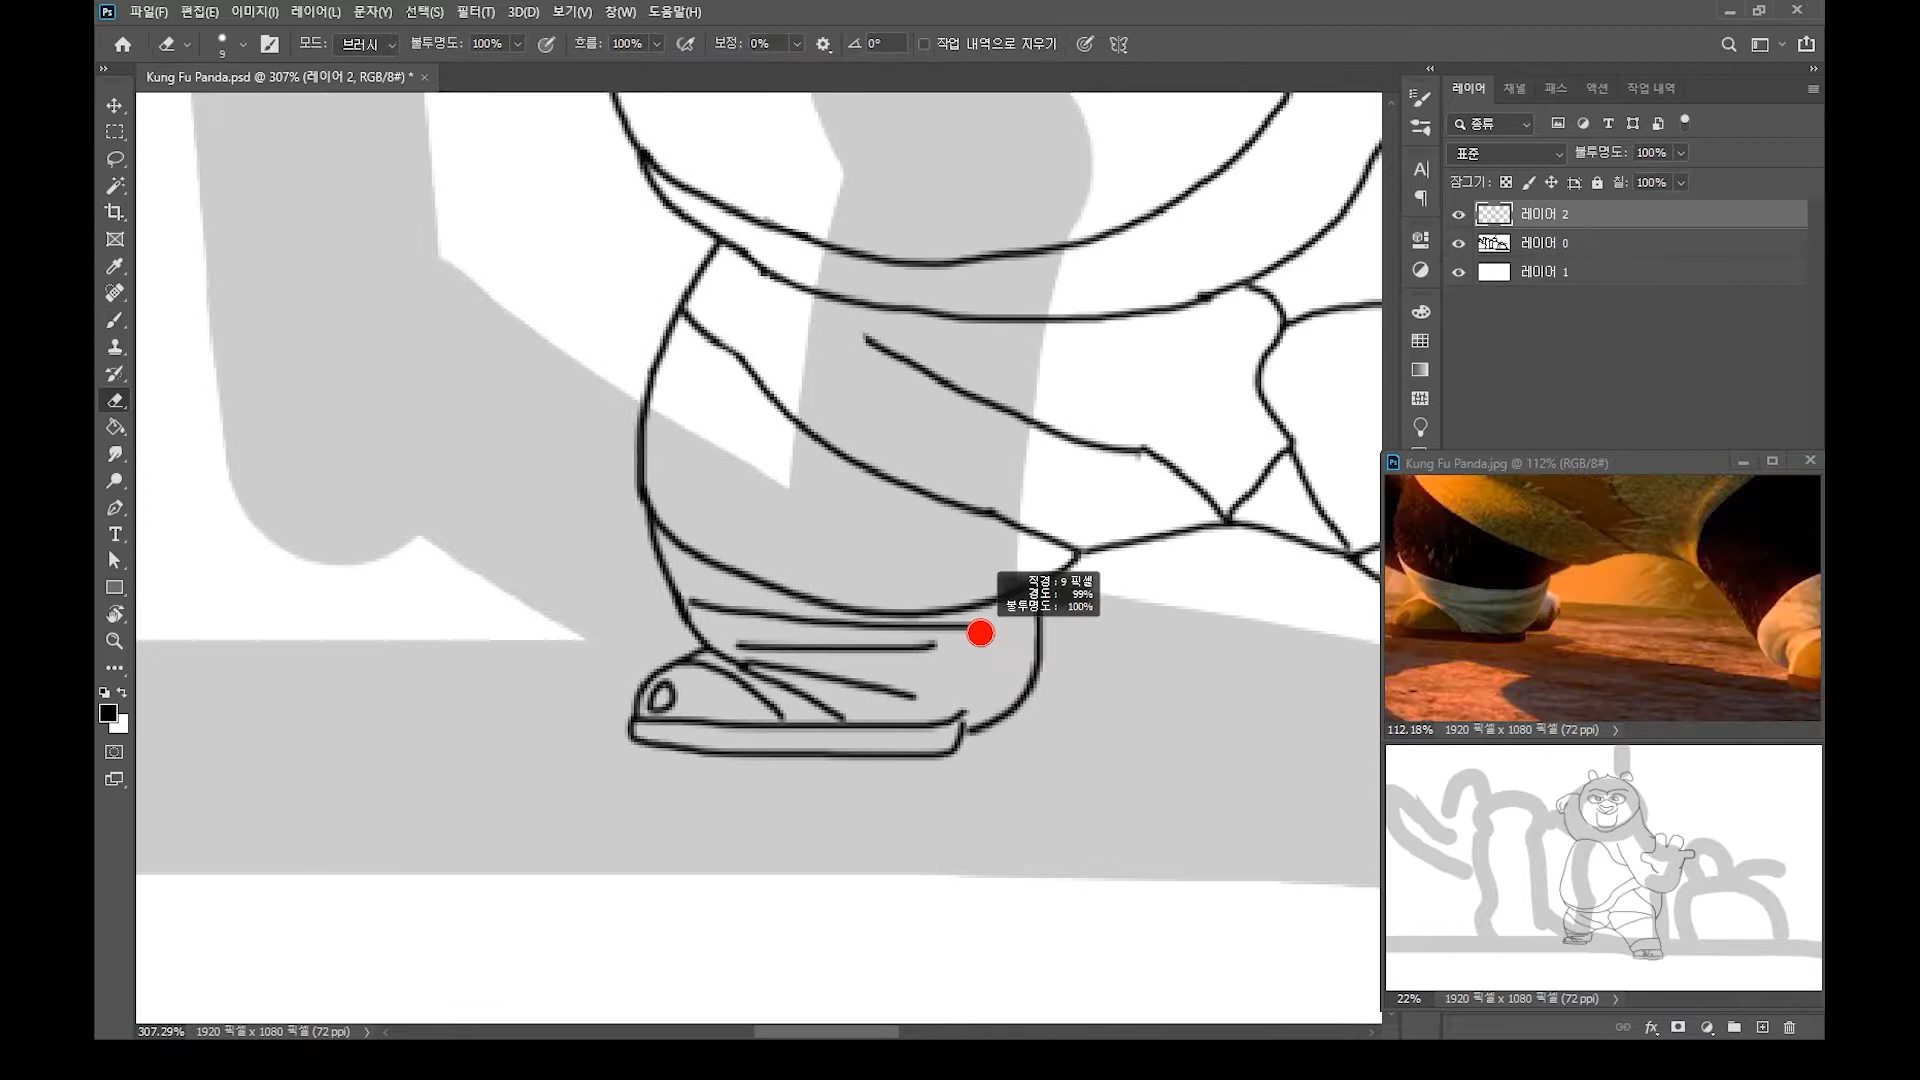 Ps 파일(F) 편집(E) 이미지(I) 레이어(L) 문자(Y) 선택(S) 필터(T) 3D(D) 보기(V) 창(W) 도움말(H)
9 모드: 브러시 불투명도: 100% 흐름: 100% 보정: 0% 0° 작업 내역으로 지우기
Kung Fu Panda.psd @ 307% (레이어 2, RGB/8#) *
레이어 채널 패스 액션 작업 내역
종류
표준 불투명도: 100%
잠그기: 칠: 100%
레이어 2
레이어 0
레이어 1
Kung Fu Panda.jpg @ 112% (RGB/8#)
직경 : 9 픽셀
경도 : 99%
불투명도 : 100%
112.18% 1920 픽셀 x 1080 픽셀 (72 ppi)
22% 1920 픽셀 x 1080 픽셀 (72 ppi)
307.29% 1920 픽셀 x 1080 픽셀 (72 ppi)